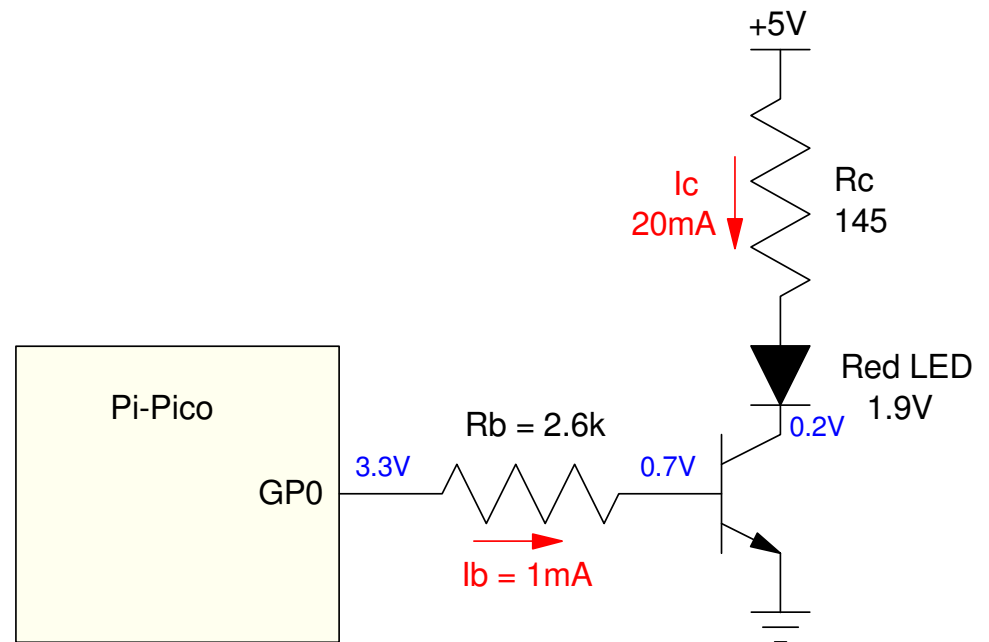 +5V
Ic
20mA
Rc
145
Red LED
1.9V
0.2V
Pi-Pico
GP0
3.3V
Rb = 2.6k
0.7V
Ib = 1mA